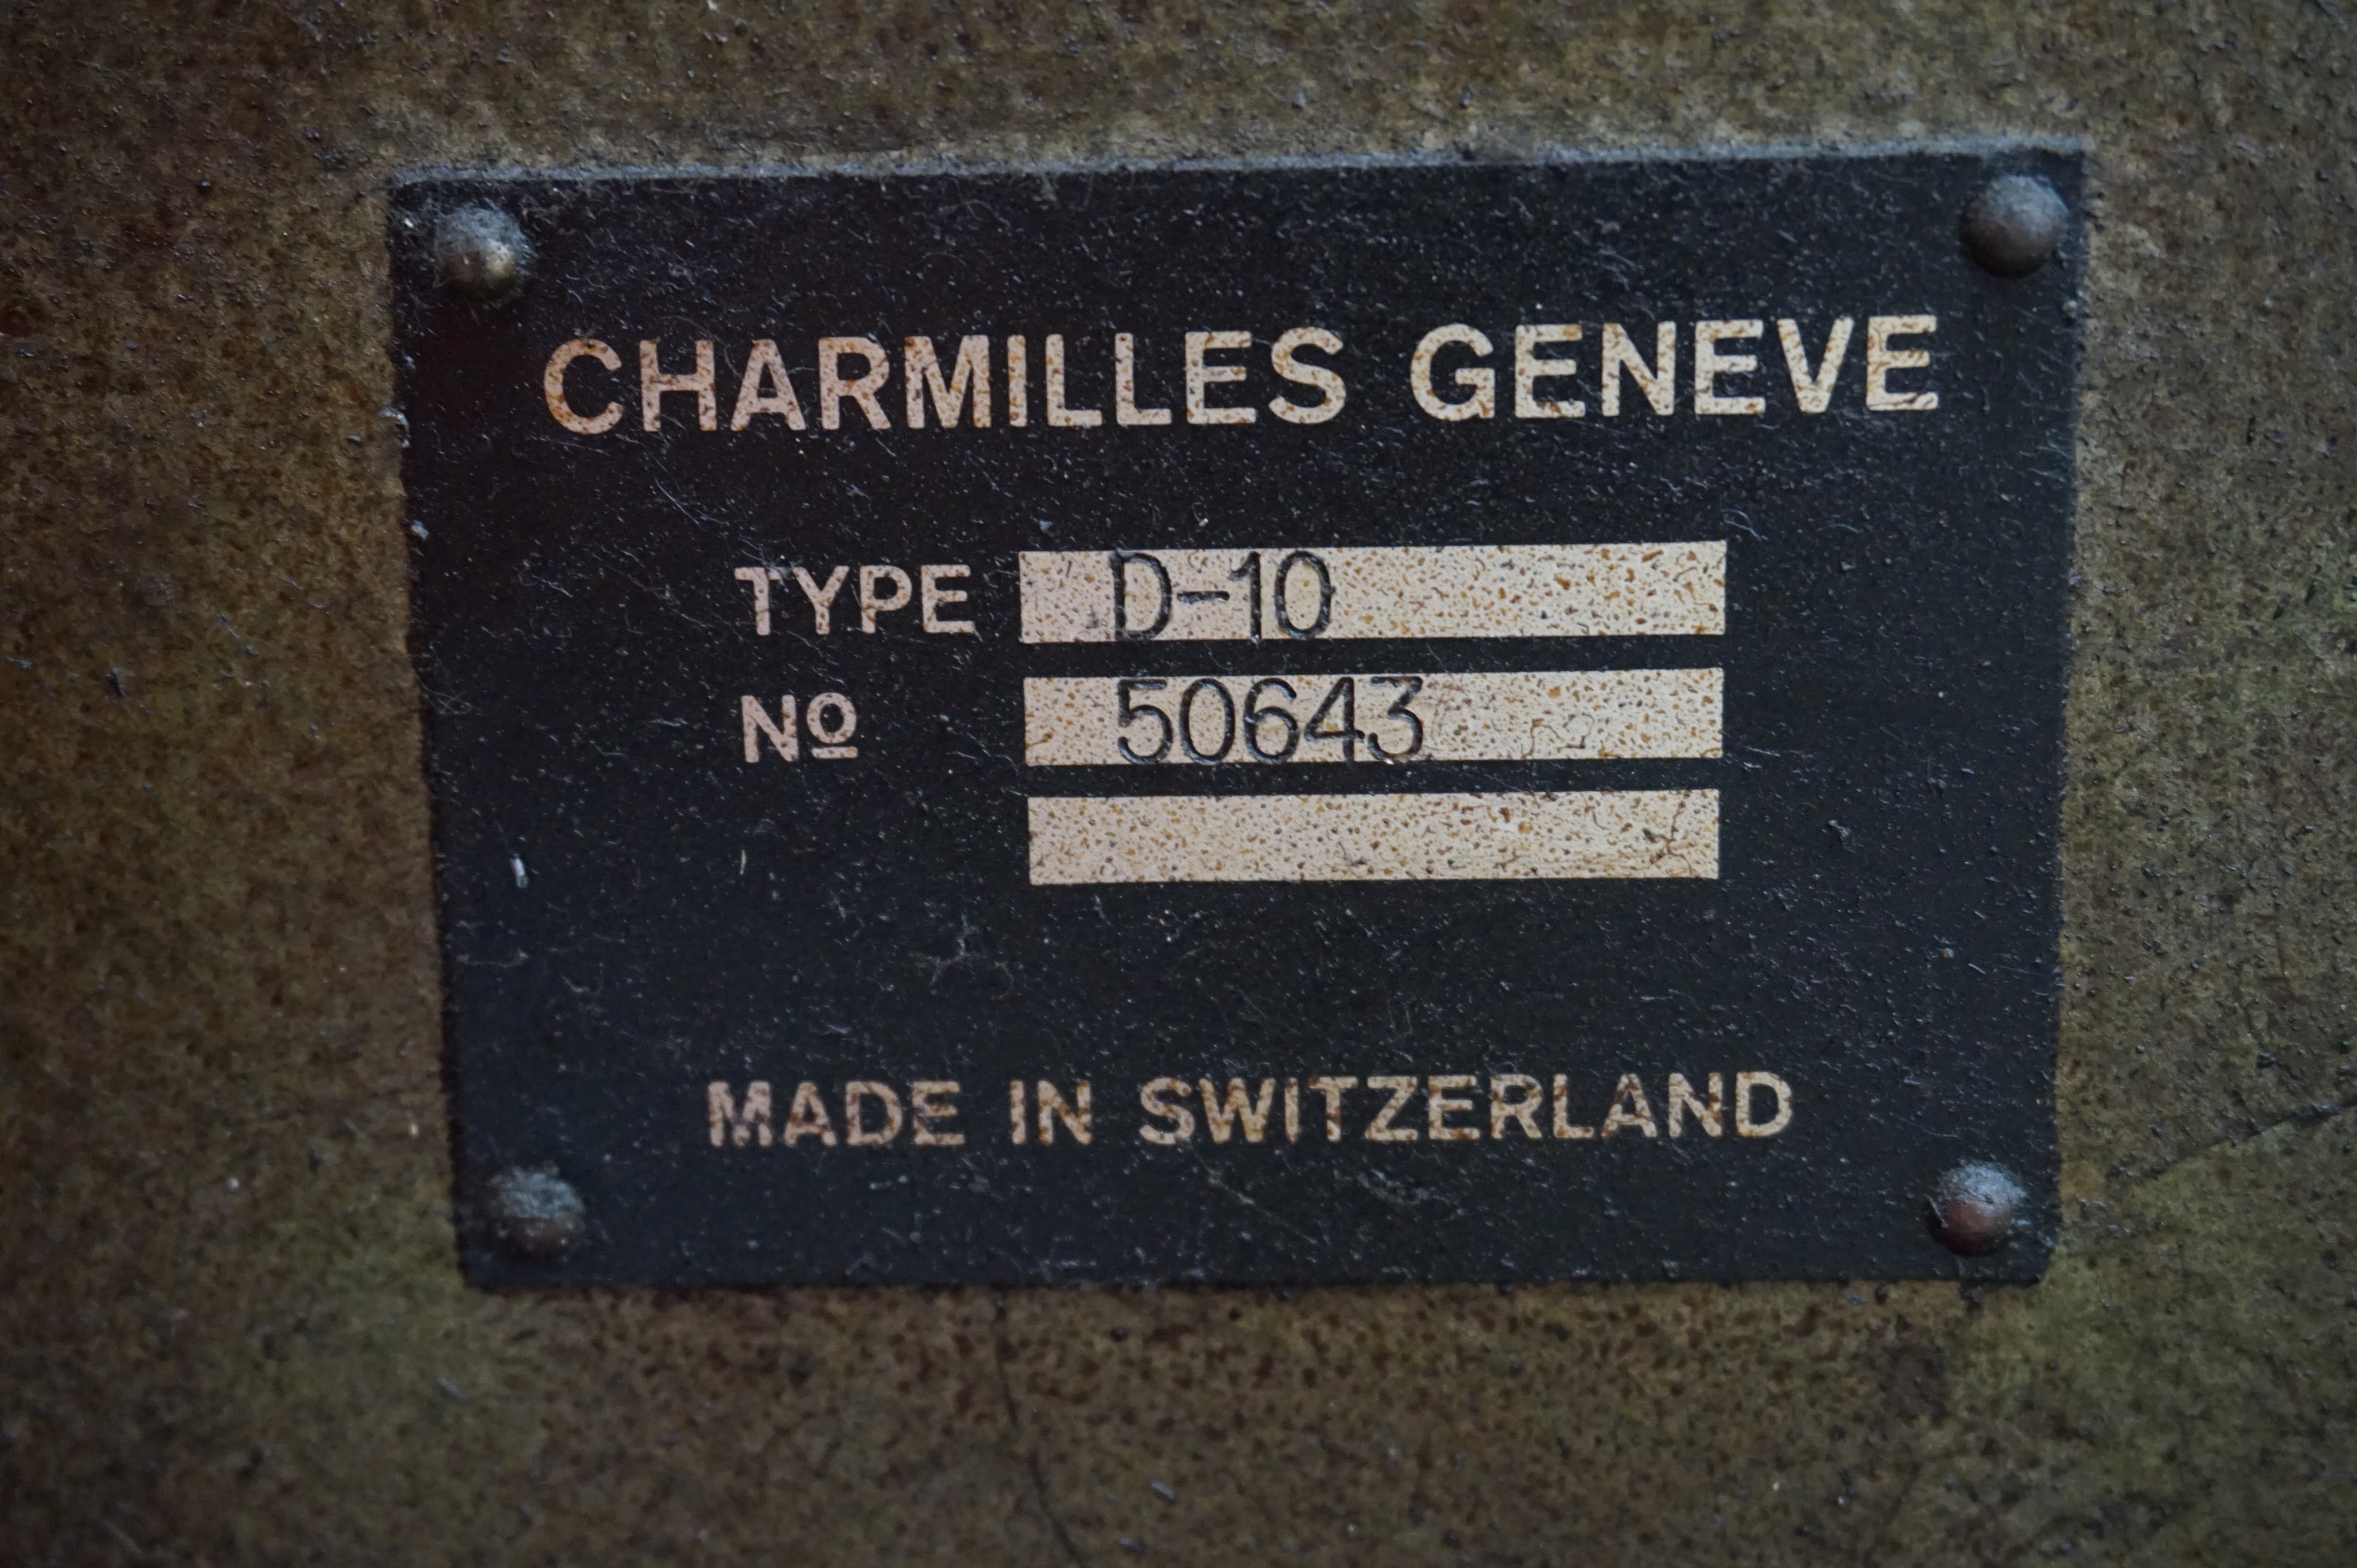 CHARMILLES GENEVE
TYPE D-10
Nº 50643
MADE IN SWITZERLAND